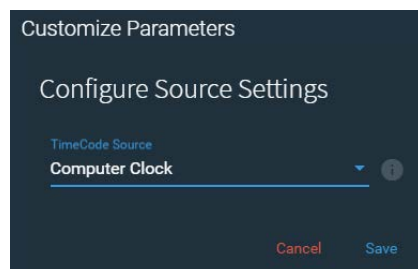 Customize Parameters
Configure Source Settings
TimeCode Source
Computer Clock
Cancel Save